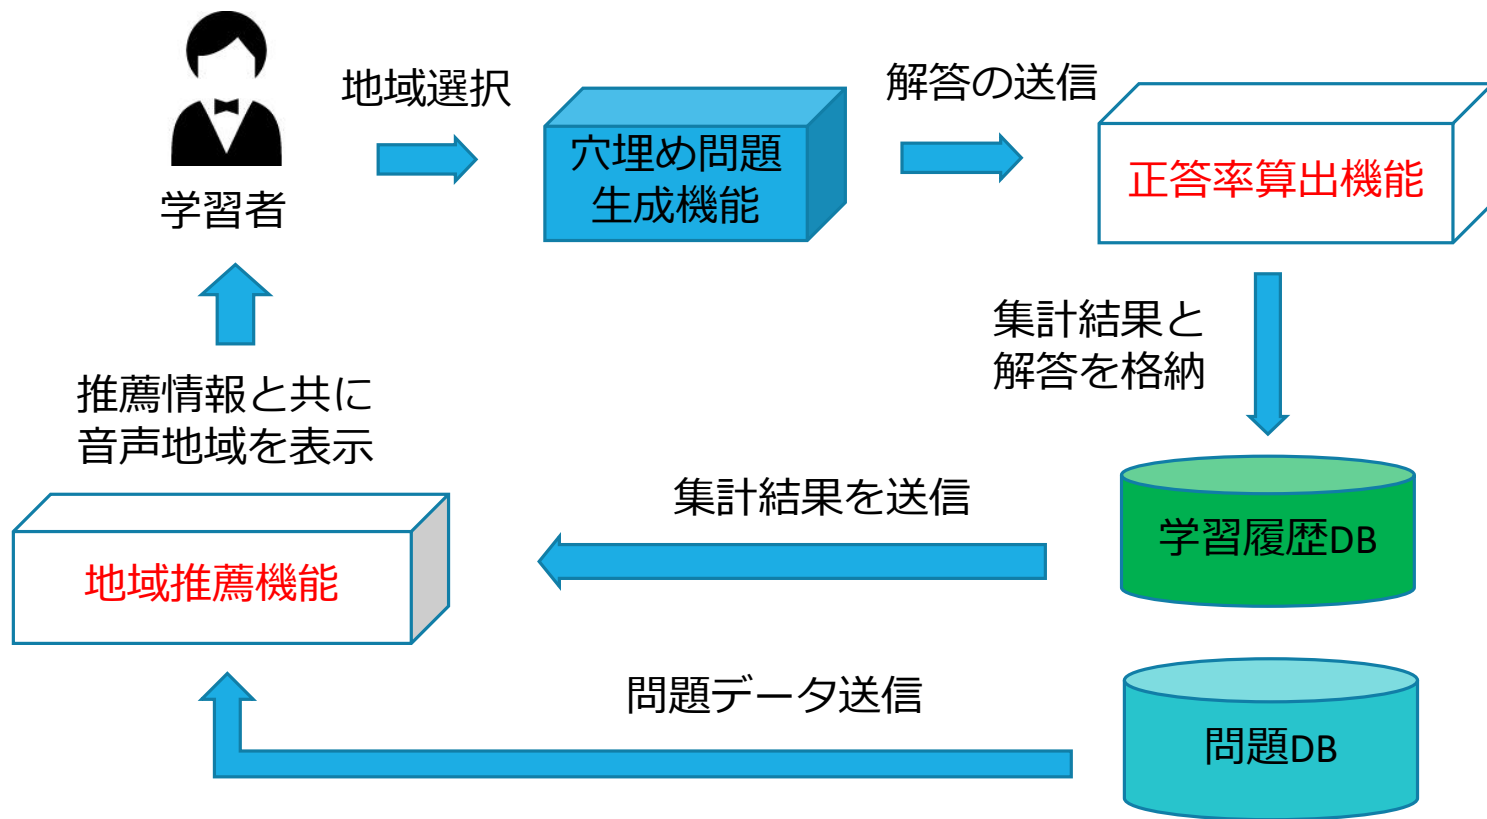 地域選択
解答の送信
穴埋め問題
生成機能
正答率算出機能
学習者
集計結果と
解答を格納
推薦情報と共に
音声地域を表示
集計結果を送信
学習履歴DB
地域推薦機能
問題データ送信
問題DB